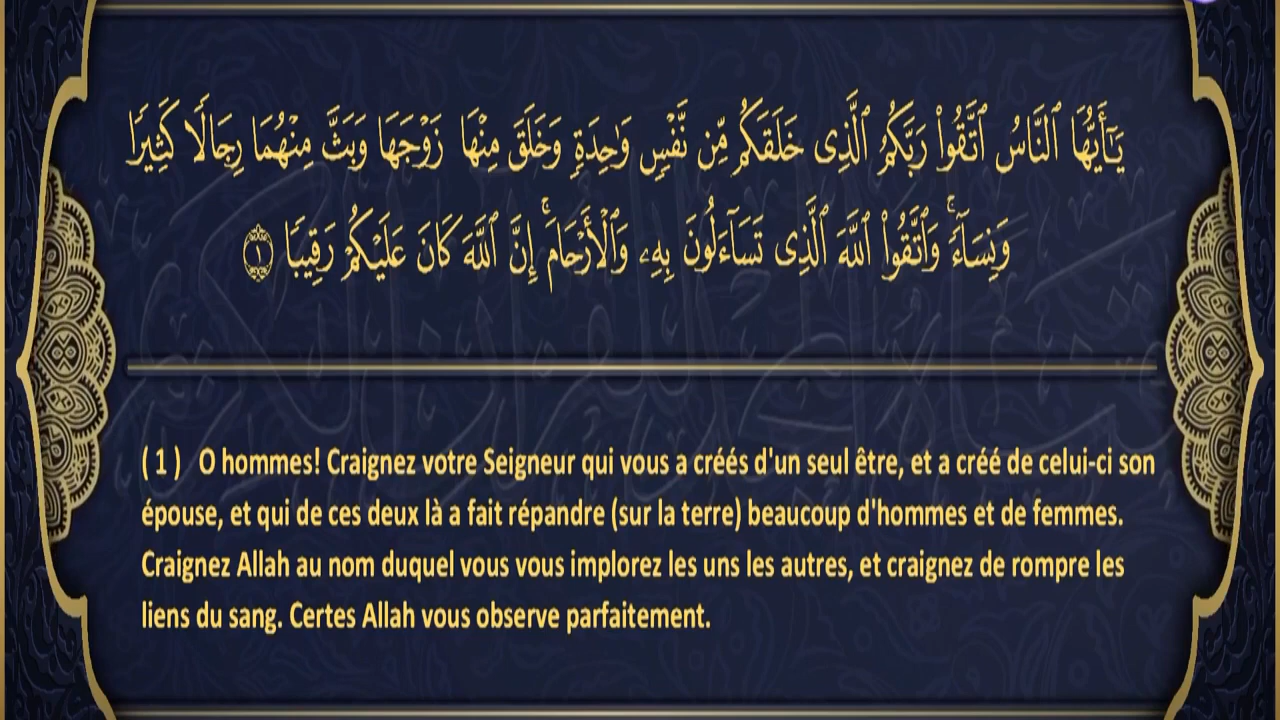 يَـٰٓأَيُّهَا ٱلنَّاسُ ٱتَّقُوا۟ رَبَّكُمُ ٱلَّذِى خَلَقَكُم مِّن نَّفْسٍ وَٰحِدَةٍ وَخَلَقَ مِنْهَا زَوْجَهَا وَبَثَّ مِنْهُمَا رِجَالًا كَثِيرًا
وَنِسَآءً ۚ وَٱتَّقُوا۟ ٱللَّهَ ٱلَّذِى تَسَآءَلُونَ بِهِۦ وَٱلْأَرْحَامَ ۚ إِنَّ ٱللَّهَ كَانَ عَلَيْكُمْ رَقِيبًا ﴿١﴾
( 1 ) O hommes! Craignez votre Seigneur qui vous a créés d'un seul être, et a créé de celui-ci son
épouse, et qui de ces deux là a fait répandre (sur la terre) beaucoup d'hommes et de femmes.
Craignez Allah au nom duquel vous vous implorez les uns les autres, et craignez de rompre les
liens du sang. Certes Allah vous observe parfaitement.